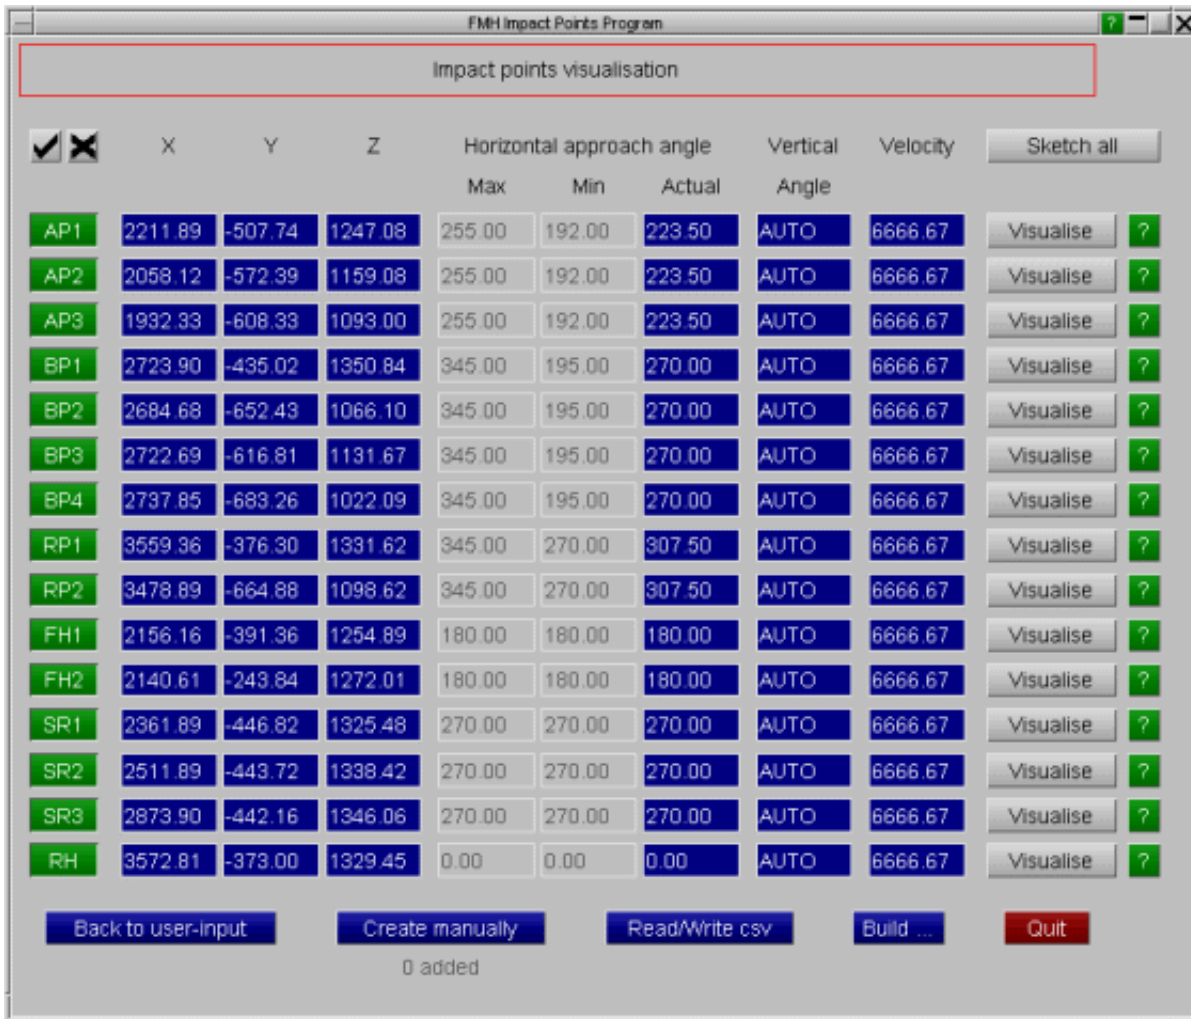 FMH Impact Points Program ?
Impact points visualisation
X Y Z Horizontal approach angle Vertical Velocity Sketch all
Max Min Actual Angle
AP1 2211.89 -507.74 1247.08 255.00 192.00 223.50 AUTO 6666.67 Visualise ?
AP2 2058.12 -572.39 1159.08 255.00 192.00 223.50 AUTO 6666.67 Visualise ?
AP3 1932.33 -608.33 1093.00 255.00 192.00 223.50 AUTO 6666.67 Visualise ?
BP1 2723.90 -435.02 1350.84 345.00 195.00 270.00 AUTO 6666.67 Visualise ?
BP2 2684.68 -652.43 1066.10 345.00 195.00 270.00 AUTO 6666.67 Visualise ?
BP3 2722.69 -616.81 1131.67 345.00 195.00 270.00 AUTO 6666.67 Visualise ?
BP4 2737.85 -683.26 1022.09 345.00 195.00 270.00 AUTO 6666.67 Visualise ?
RP1 3559.36 -376.30 1331.62 345.00 270.00 307.50 AUTO 6666.67 Visualise ?
RP2 3478.89 -664.88 1098.62 345.00 270.00 307.50 AUTO 6666.67 Visualise ?
FH1 2156.16 -391.36 1254.89 180.00 180.00 180.00 AUTO 6666.67 Visualise ?
FH2 2140.61 -243.84 1272.01 180.00 180.00 180.00 AUTO 6666.67 Visualise ?
SR1 2361.89 -446.82 1325.48 270.00 270.00 270.00 AUTO 6666.67 Visualise ?
SR2 2511.89 -443.72 1338.42 270.00 270.00 270.00 AUTO 6666.67 Visualise ?
SR3 2873.90 -442.16 1346.06 270.00 270.00 270.00 AUTO 6666.67 Visualise ?
RH 3572.81 -373.00 1329.45 0.00 0.00 0.00 AUTO 6666.67 Visualise ?
Back to user-input Create manually Read/Write csv Build ... Quit
0 added